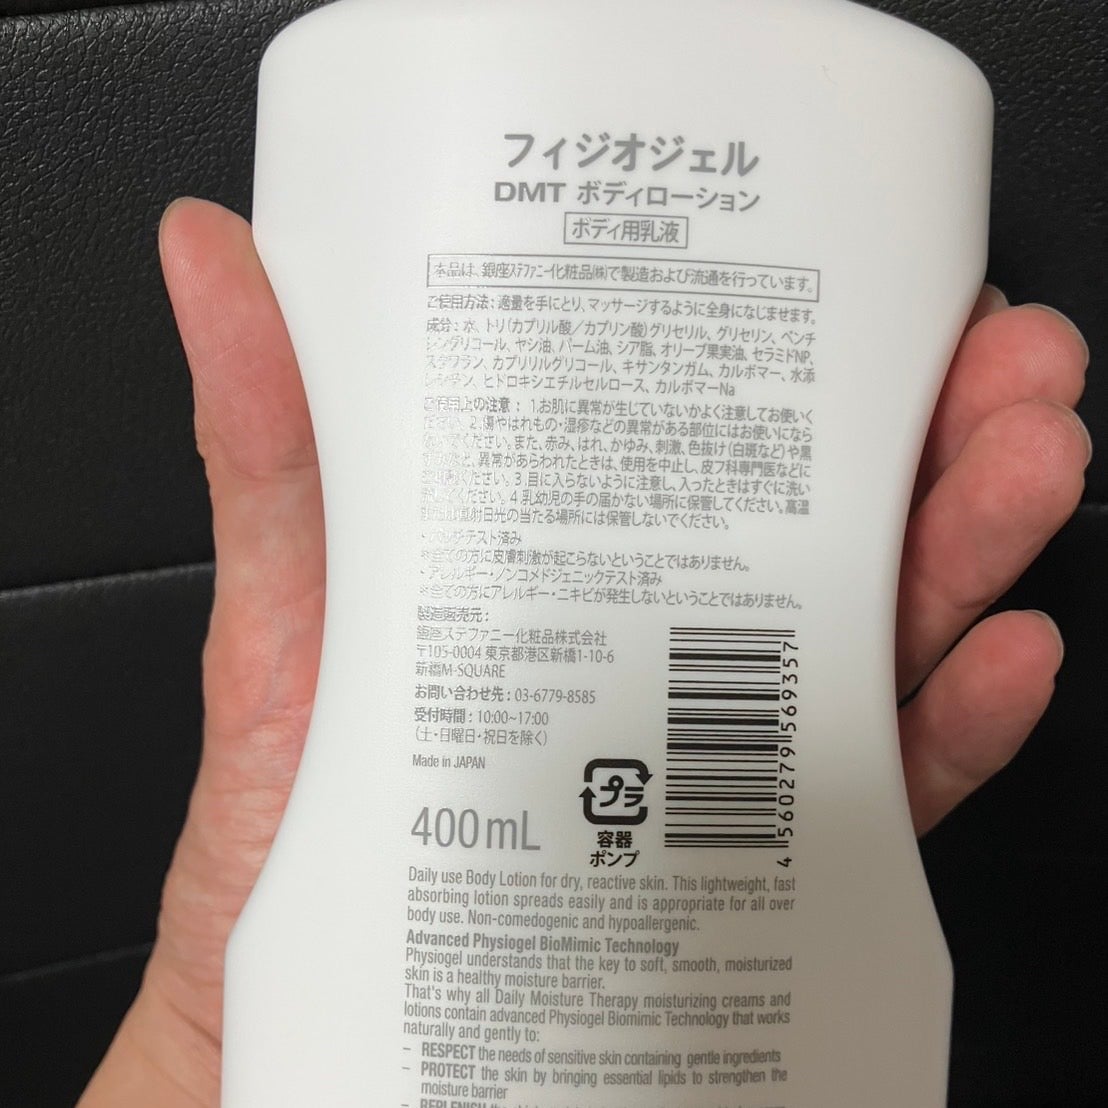 フィジオジェル
DMT ボディローション
ボディ用乳液
本品は、銀座ステファニー化粧品㈱で製造および流通を行っています。
ご使用方法：適量を手にとり、マッサージするように全身になじませます。
成分：水、トリ（カプリル酸／カプリン酸）グリセリル、グリセリン、ペンチ
レングリコール、ヤシ油、パーム油、シア脂、オリーブ果実油、セラミドNP、
スクワラン、カプリリルグリコール、キサンタンガム、カルボマー、水添
レシチン、ヒドロキシエチルセルロース、カルボマーNa
ご使用上の注意：1.お肌に異常が生じていないかよく注意してお使いく
ださい。2.傷やはれもの・湿疹などの異常がある部位にはお使いになら
ないでください。また、赤み、はれ、かゆみ、刺激、色抜け（白斑など）や黒
ずみなど、異常があらわれたときは、使用を中止し、皮フ科専門医などに
ください。3.目に入らないように注意し、入ったときはすぐに洗い
してください。4.乳幼児の手の届かない場所に保管してください。高温
または直射日光の当たる場所には保管しないでください。
・パッチテスト済み
※全ての方に皮膚刺激が起こらないということではありません。
・アレルギー・ノンコメドジェニックテスト済み
※全ての方にアレルギー・ニキビが発生しないということではありません。
製造販売元：
銀座ステファニー化粧品株式会社
〒105-0004 東京都港区新橋1-10-6
新橋M-SQUARE
お問い合わせ先：03-6779-8585
受付時間：10:00~17:00
（土・日曜日・祝日を除く）
Made in JAPAN
4 560279 569357
プラ
容器
ポンプ
400mL
Daily use Body Lotion for dry, reactive skin. This lightweight, fast
absorbing lotion spreads easily and is appropriate for all over
body use. Non-comedogenic and hypoallergenic.
Advanced Physiogel BioMimic Technology
Physiogel understands that the key to soft, smooth, moisturized
skin is a healthy moisture barrier.
That's why all Daily Moisture Therapy moisturizing creams and
lotions contain advanced Physiogel Biomimic Technology that works
naturally and gently to:
– RESPECT the needs of sensitive skin containing gentle ingredients
– PROTECT the skin by bringing essential lipids to strengthen the
moisture barrier
– REPLENISH the